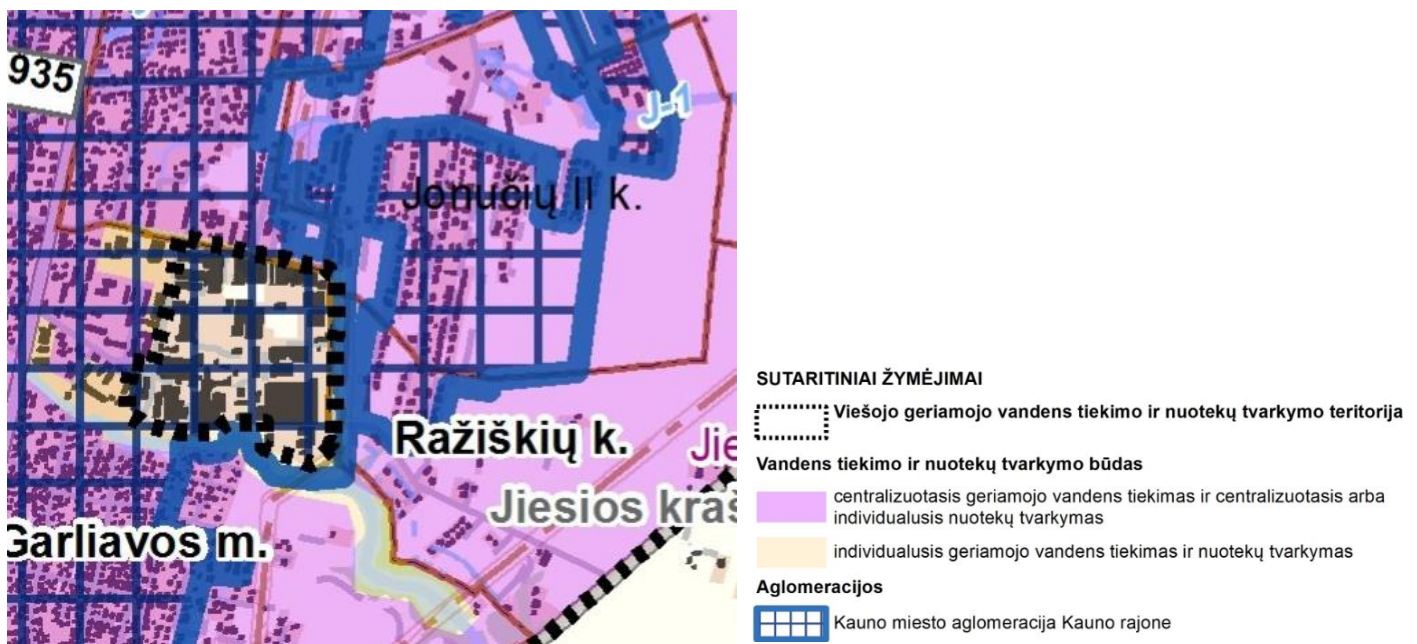 935
J-1
Jonučių II k.
Ražiškių k.
Jie
Jiesios kraš
Garliavos m.
SUTARITINIAI ŽYMĖJIMAI
Viešojo geriamojo vandens tiekimo ir nuotekų tvarkymo teritorija
Vandens tiekimo ir nuotekų tvarkymo būdas
centralizuotasis geriamojo vandens tiekimas ir centralizuotasis arba
individualusis nuotekų tvarkymas
individualusis geriamojo vandens tiekimas ir nuotekų tvarkymas
Aglomeracijos
Kauno miesto aglomeracija Kauno rajone